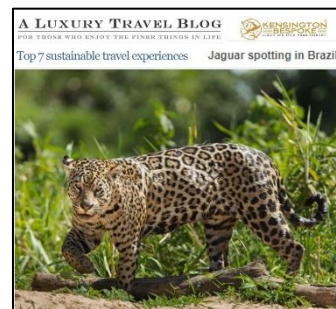 A LUXURY TRAVEL BLOG
FOR THOSE WHO ENJOY THE FINER THINGS IN LIFE
KENSINGTON
BESPOKE
Top 7 sustainable travel experiences
Jaguar spotting in Brazil